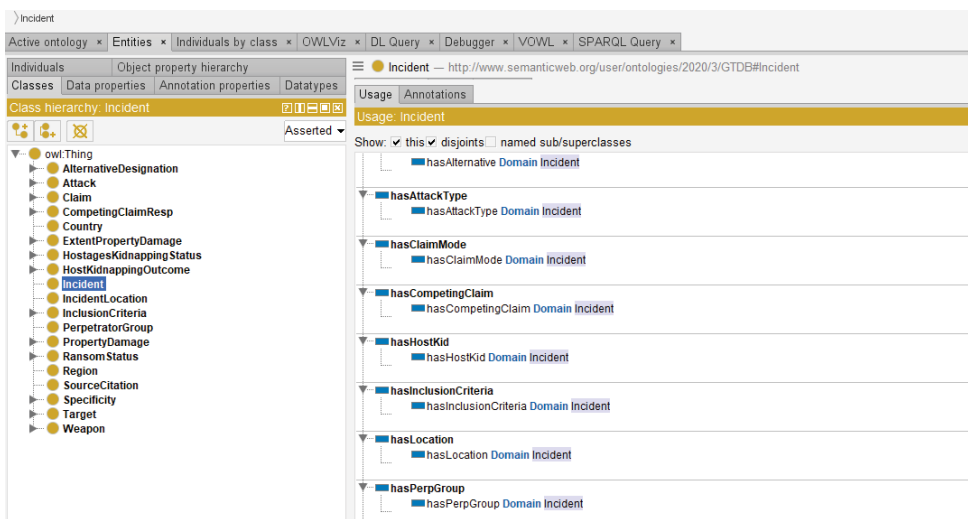 Incident
Active ontology × Entities × Individuals by class × OWLViz × DL Query × Debugger × VOWL × SPARQL Query ×
Individuals Object property hierarchy
Classes Data properties Annotation properties Datatypes
Class hierarchy: Incident
Asserted
owl:Thing
AlternativeDesignation
Attack
Claim
CompetingClaimResp
Country
ExtentPropertyDamage
HostagesKidnappingStatus
HostKidnappingOutcome
Incident
IncidentLocation
InclusionCriteria
PerpetratorGroup
PropertyDamage
RansomStatus
Region
SourceCitation
Specificity
Target
Weapon
Incident — http://www.semanticweb.org/user/ontologies/2020/3/GTDB#Incident
Usage Annotations
Usage: Incident
Show: this disjoints named sub/superclasses
hasAlternative Domain Incident
hasAttackType
hasAttackType Domain Incident
hasClaimMode
hasClaimMode Domain Incident
hasCompetingClaim
hasCompetingClaim Domain Incident
hasHostKid
hasHostKid Domain Incident
hasInclusionCriteria
hasInclusionCriteria Domain Incident
hasLocation
hasLocation Domain Incident
hasPerpGroup
hasPerpGroup Domain Incident